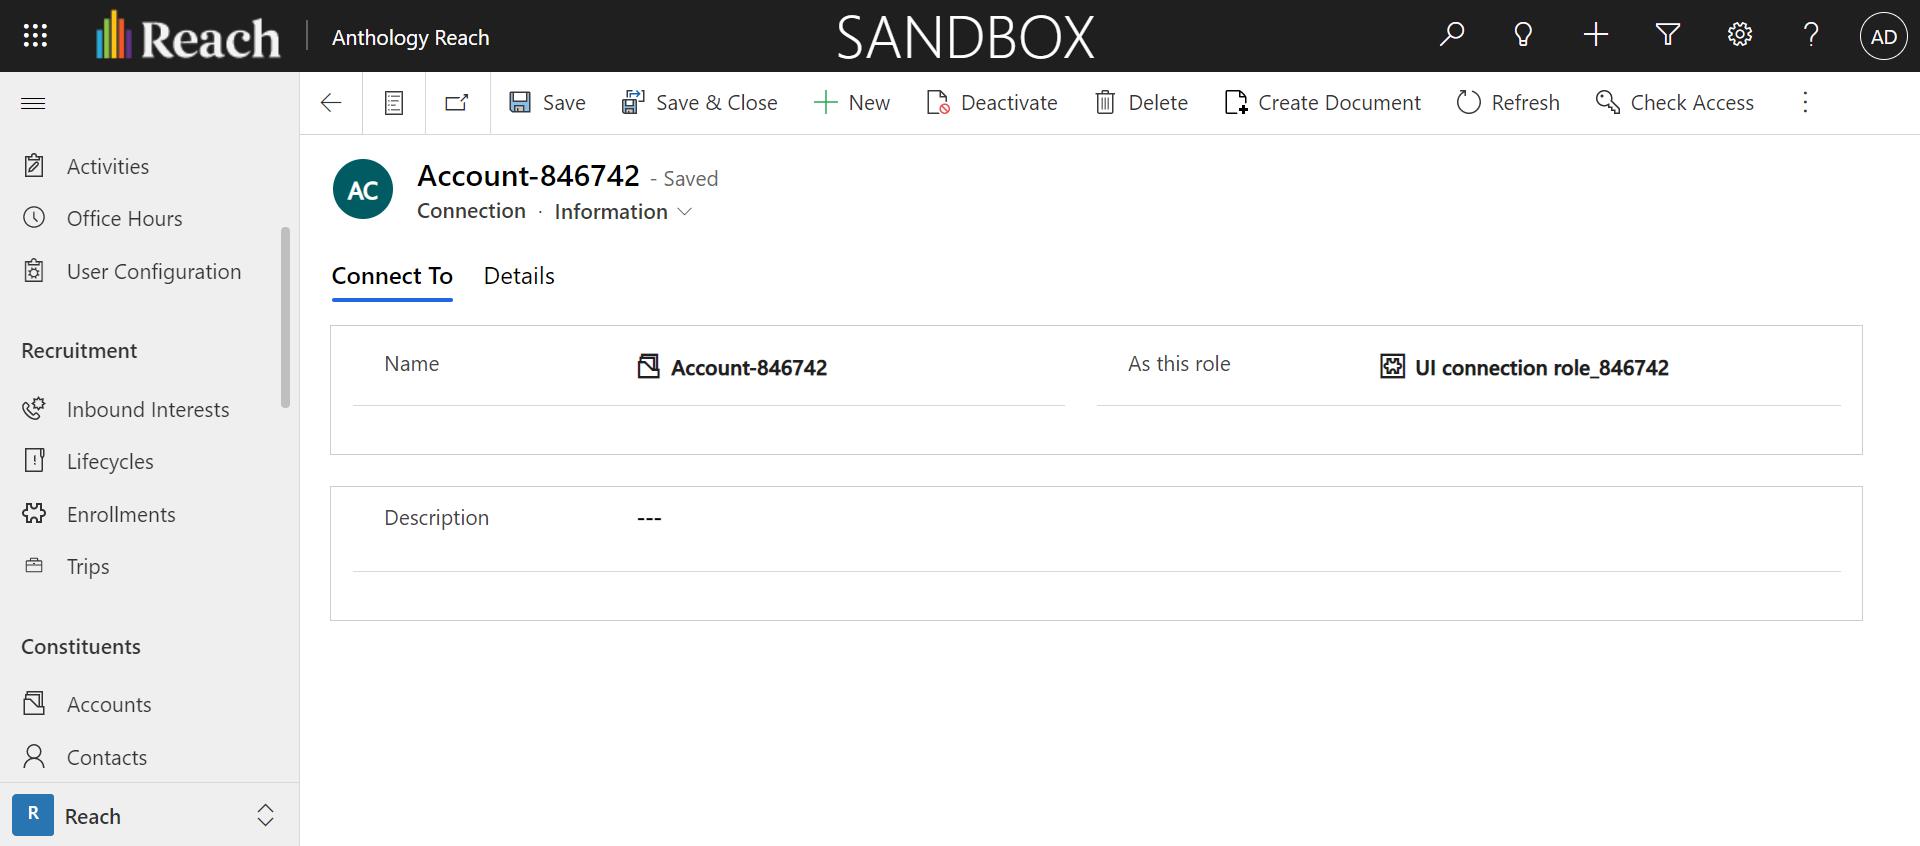 Reach
Anthology Reach
SANDBOX
AD
Save
Save & Close
New
Deactivate
Delete
Create Document
Refresh
Check Access
Activities
Office Hours
User Configuration
Recruitment
Inbound Interests
Lifecycles
Enrollments
Trips
Constituents
Accounts
Contacts
R
Reach
AC
Account-846742 - Saved
Connection · Information
Connect To
Details
Name
Account-846742
As this role
UI connection role_846742
Description
---